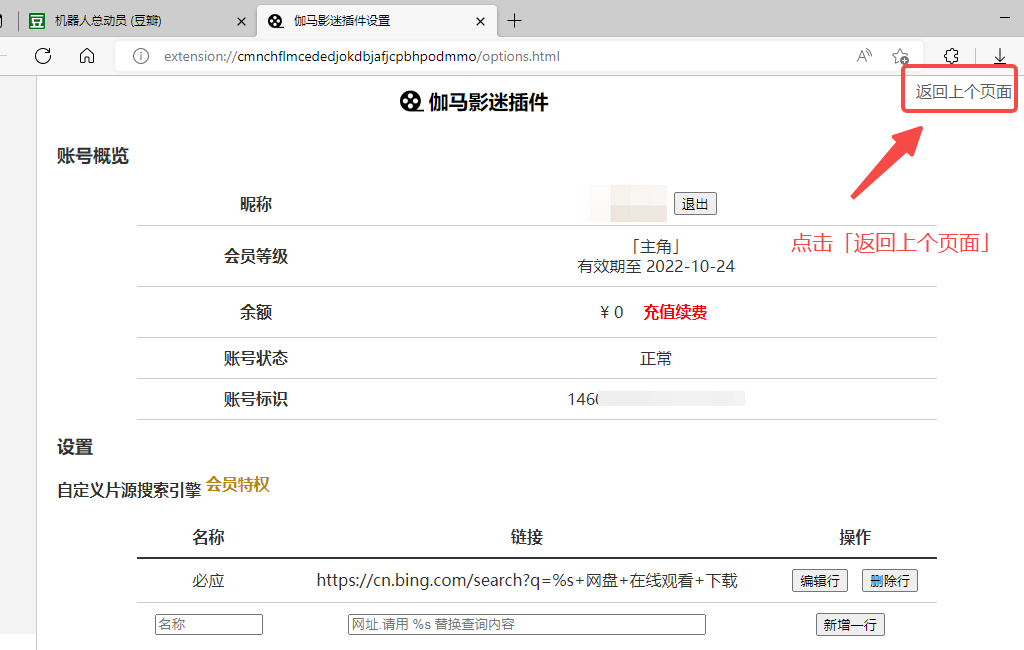 机器人总动员 (豆瓣)
伽马影迷插件设置
extension://cmnchflmcededjokdbjafjcpbhpodmmo/options.html
伽马影迷插件
返回上个页面
账号概览
昵称 退出
点击「返回上个页面」
会员等级 「主角」
有效期至 2022-10-24
余额 ¥ 0 充值续费
账号状态 正常
账号标识 146
设置
自定义片源搜索引擎 会员特权
名称 链接 操作
必应 https://cn.bing.com/search?q=%s+网盘+在线观看+下载 编辑行 删除行
名称 网址.请用 %s 替换查询内容 新增一行